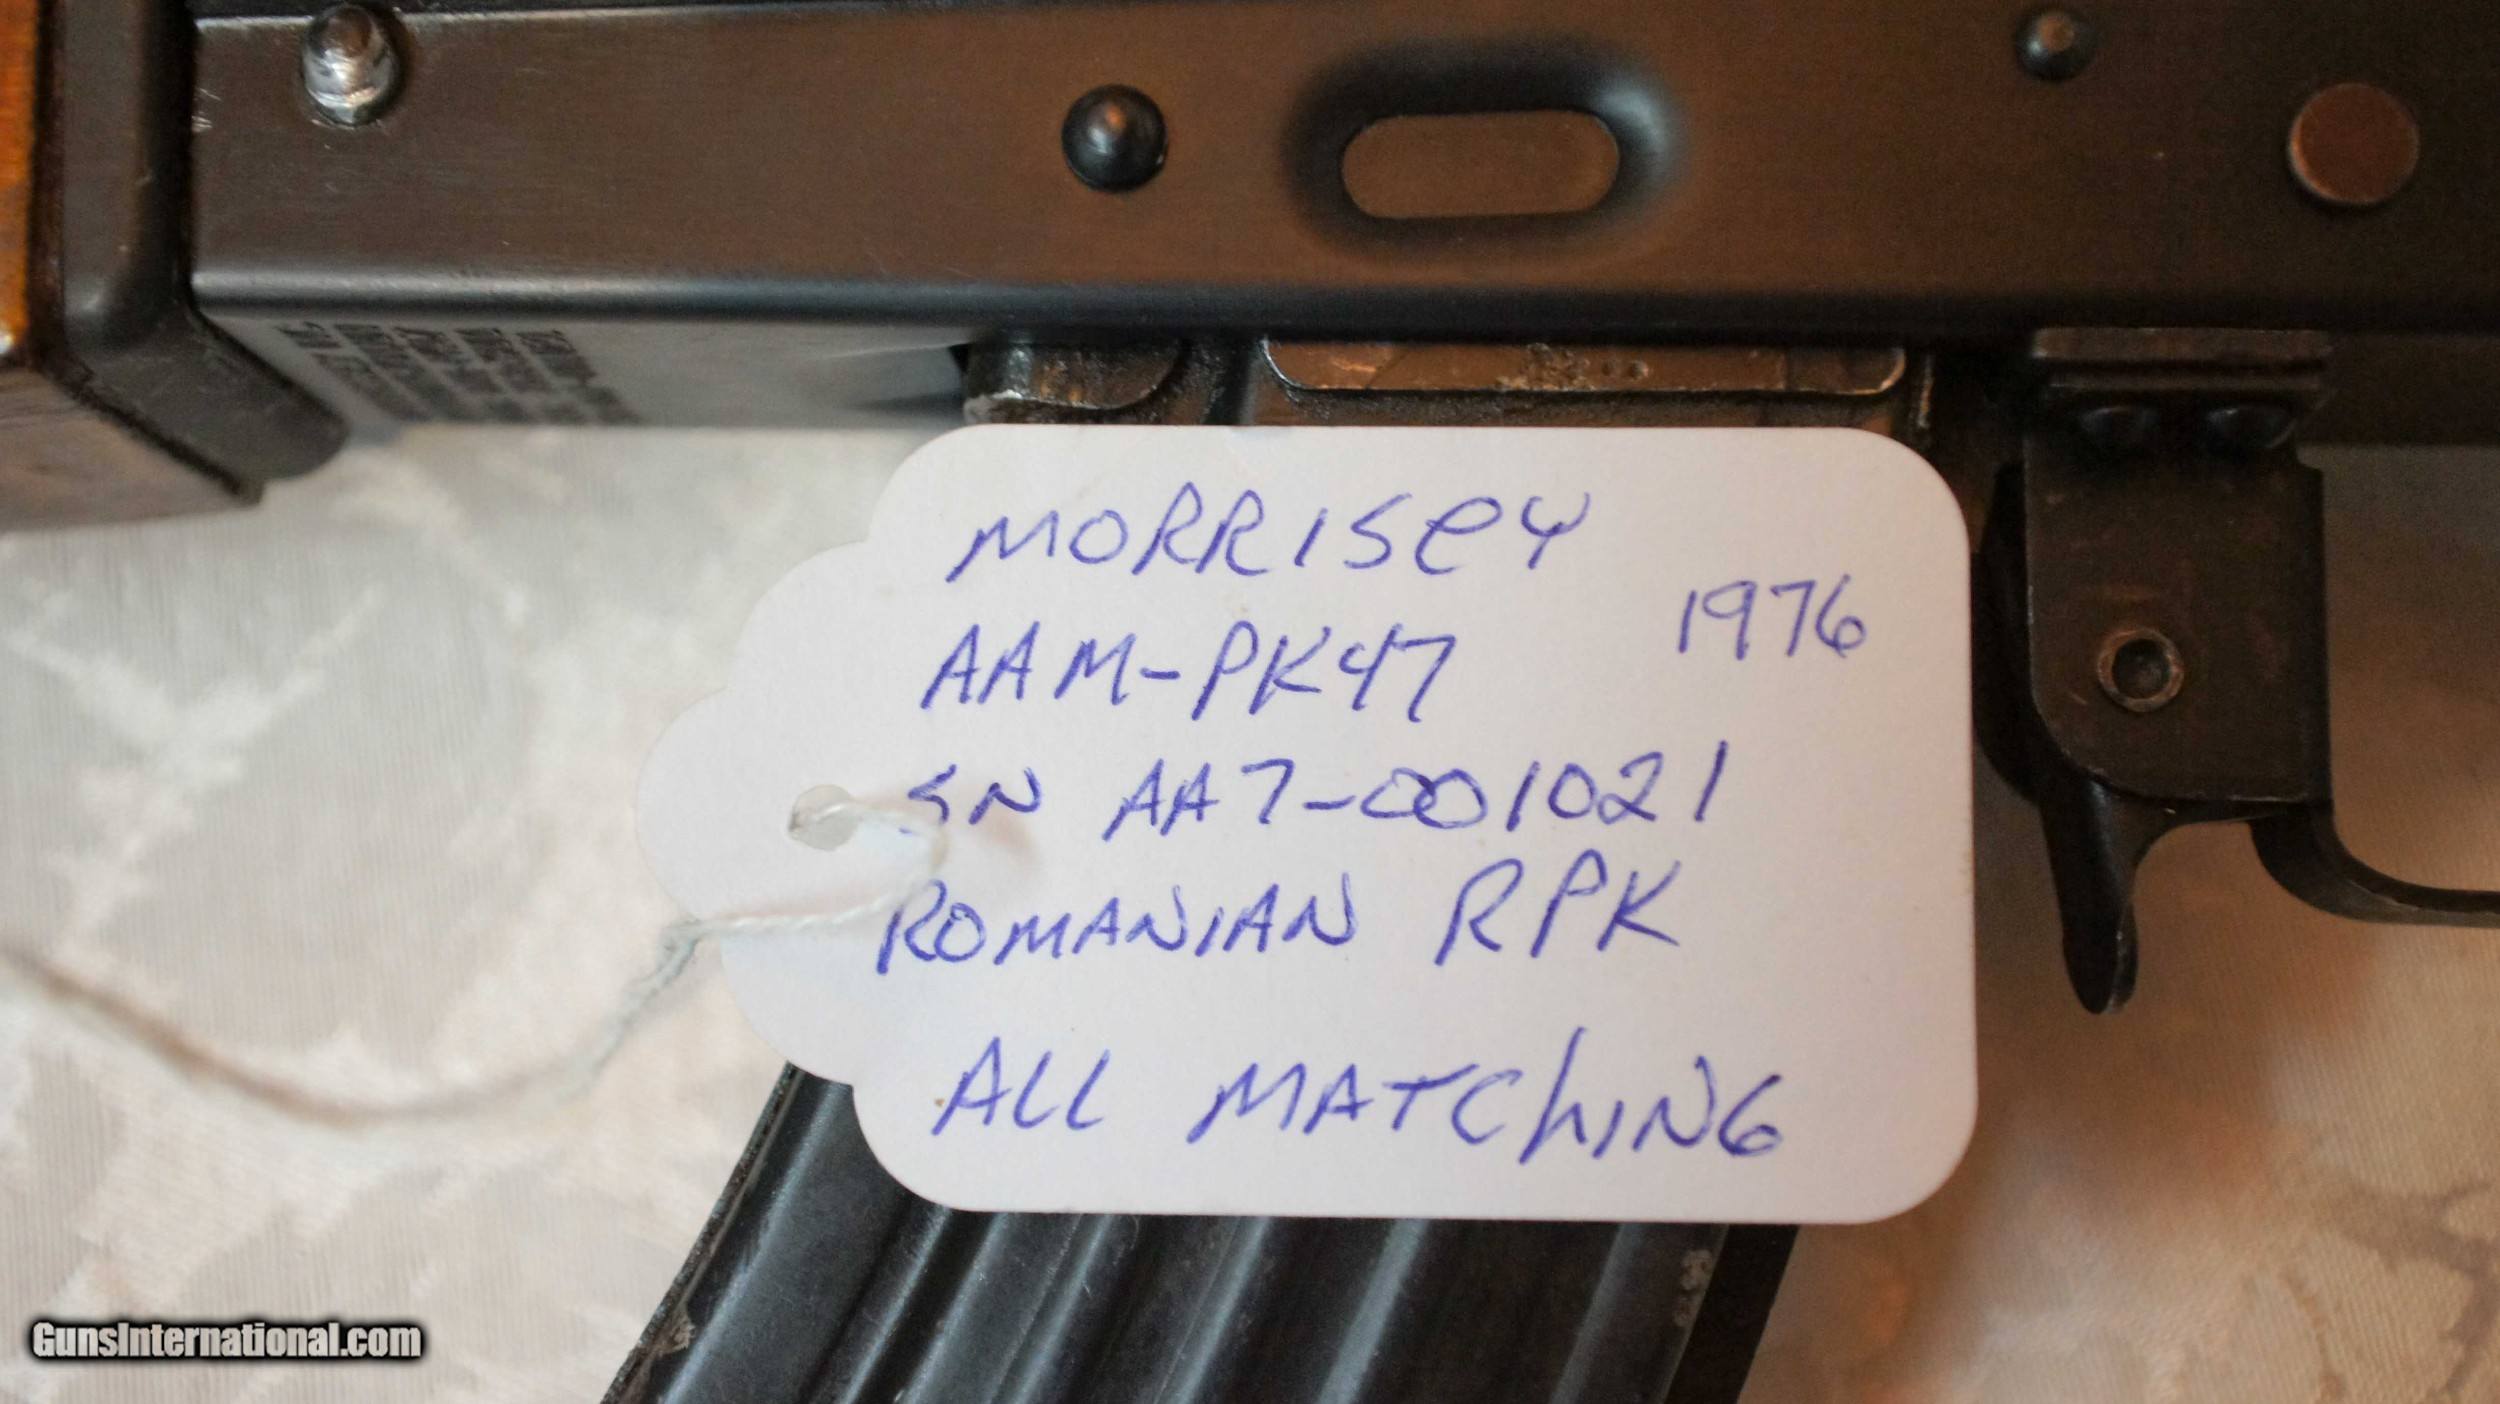 MORRISEY
1976
AAM-PK47
SN AA7-001021
ROMANIAN RPK
ALL MATCHING
GunsInternational.com